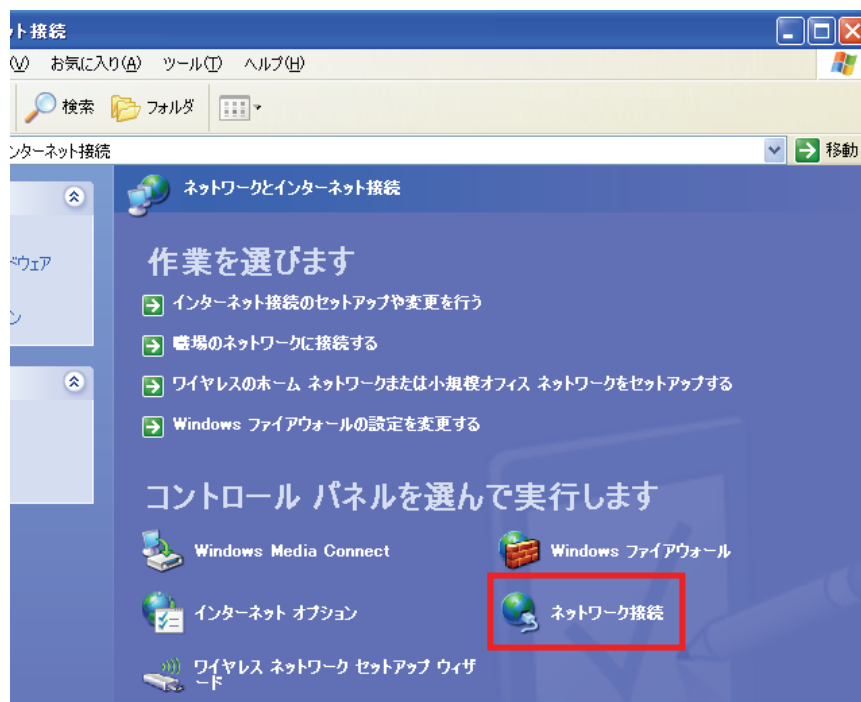 ット接続
(V) お気に入り(A) ツール(T) ヘルプ(H)
検索 フォルダ
ンターネット接続 移動
ネットワークとインターネット接続
ドウェア
ン
作業を選びます
インターネット接続のセットアップや変更を行う
職場のネットワークに接続する
ワイヤレスのホーム ネットワークまたは小規模オフィス ネットワークをセットアップする
Windows ファイアウォールの設定を変更する
コントロール パネルを選んで実行します
Windows Media Connect Windows ファイアウォール
インターネット オプション ネットワーク接続
ワイヤレス ネットワーク セットアップ ウィザ
ード